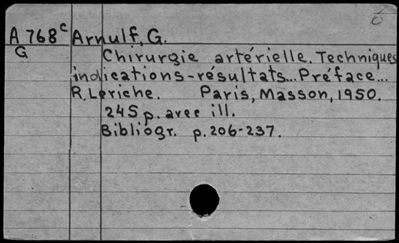 A 768c Arnulf, G.
G Chirurgie artérielle. Techniques
indications-résultats... Préface...
R. Leriche. Paris, Masson, 1950.
245 p. avec ill.
Bibliogr. p. 206-237.